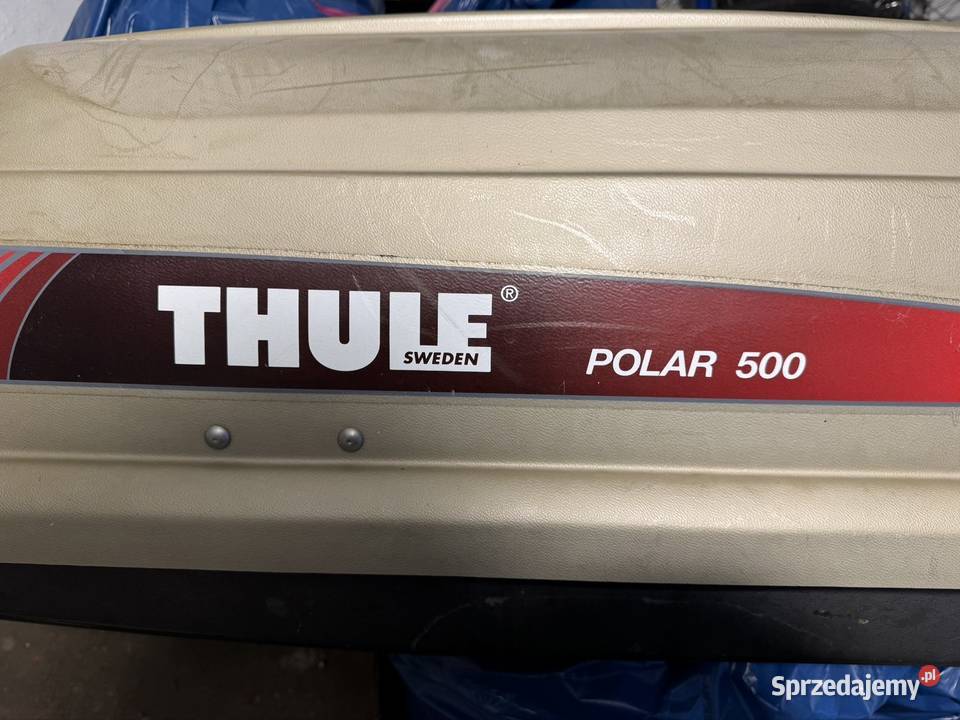 THULE®
SWEDEN
POLAR 500
Sprzedajemy.pl